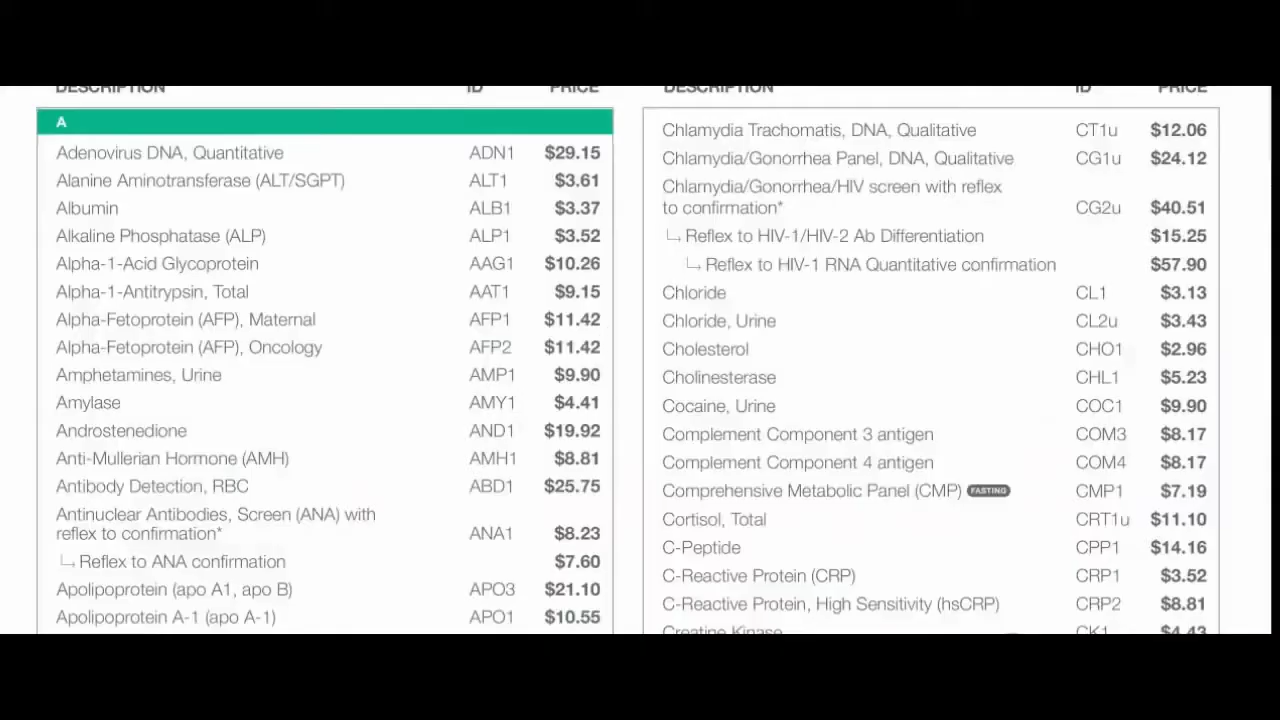 DESCRIPTION ID PRICE
A
Adenovirus DNA, Quantitative ADN1 $29.15
Alanine Aminotransferase (ALT/SGPT) ALT1 $3.61
Albumin ALB1 $3.37
Alkaline Phosphatase (ALP) ALP1 $3.52
Alpha-1-Acid Glycoprotein AAG1 $10.26
Alpha-1-Antitrypsin, Total AAT1 $9.15
Alpha-Fetoprotein (AFP), Maternal AFP1 $11.42
Alpha-Fetoprotein (AFP), Oncology AFP2 $11.42
Amphetamines, Urine AMP1 $9.90
Amylase AMY1 $4.41
Androstenedione AND1 $19.92
Anti-Mullerian Hormone (AMH) AMH1 $8.81
Antibody Detection, RBC ABD1 $25.75
Antinuclear Antibodies, Screen (ANA) with
reflex to confirmation* ANA1 $8.23
Reflex to ANA confirmation $7.60
Apolipoprotein (apo A1, apo B) APO3 $21.10
Apolipoprotein A-1 (apo A-1) APO1 $10.55
DESCRIPTION ID PRICE
Chlamydia Trachomatis, DNA, Qualitative CT1u $12.06
Chlamydia/Gonorrhea Panel, DNA, Qualitative CG1u $24.12
Chlamydia/Gonorrhea/HIV screen with reflex
to confirmation* CG2u $40.51
Reflex to HIV-1/HIV-2 Ab Differentiation $15.25
Reflex to HIV-1 RNA Quantitative confirmation $57.90
Chloride CL1 $3.13
Chloride, Urine CL2u $3.43
Cholesterol CHO1 $2.96
Cholinesterase CHL1 $5.23
Cocaine, Urine COC1 $9.90
Complement Component 3 antigen COM3 $8.17
Complement Component 4 antigen COM4 $8.17
Comprehensive Metabolic Panel (CMP) FASTING CMP1 $7.19
Cortisol, Total CRT1u $11.10
C-Peptide CPP1 $14.16
C-Reactive Protein (CRP) CRP1 $3.52
C-Reactive Protein, High Sensitivity (hsCRP) CRP2 $8.81
Creatine Kinase CK1 $4.43